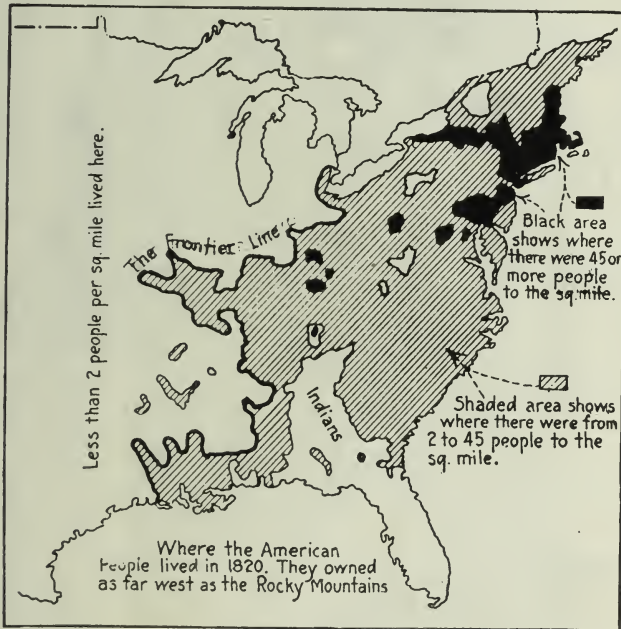 Less than 2 people per sq. mile lived here.
The Frontier Line
Indians
Black area
shows where
there were 45 or
more people
to the sq. mile.
Shaded area shows
where there were from
2 to 45 people to the
sq. mile.
Where the American
People lived in 1820. They owned
as far west as the Rocky Mountains